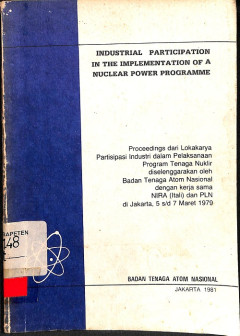 INDUSTRIAL PARTICIPATION
IN THE IMPLEMENTATION OF A
NUCLEAR POWER PROGRAMME
Proceedings dari Lokakarya
Partisipasi Industri dalam Pelaksanaan
Program Tenaga Nuklir
diselenggarakan oleh
Badan Tenaga Atom Nasional
dengan kerja sama
NIRA (Itali) dan PLN
di Jakarta, 5 s/d 7 Maret 1979
APETEN
148
BADAN TENAGA ATOM NASIONAL
JAKARTA 1981